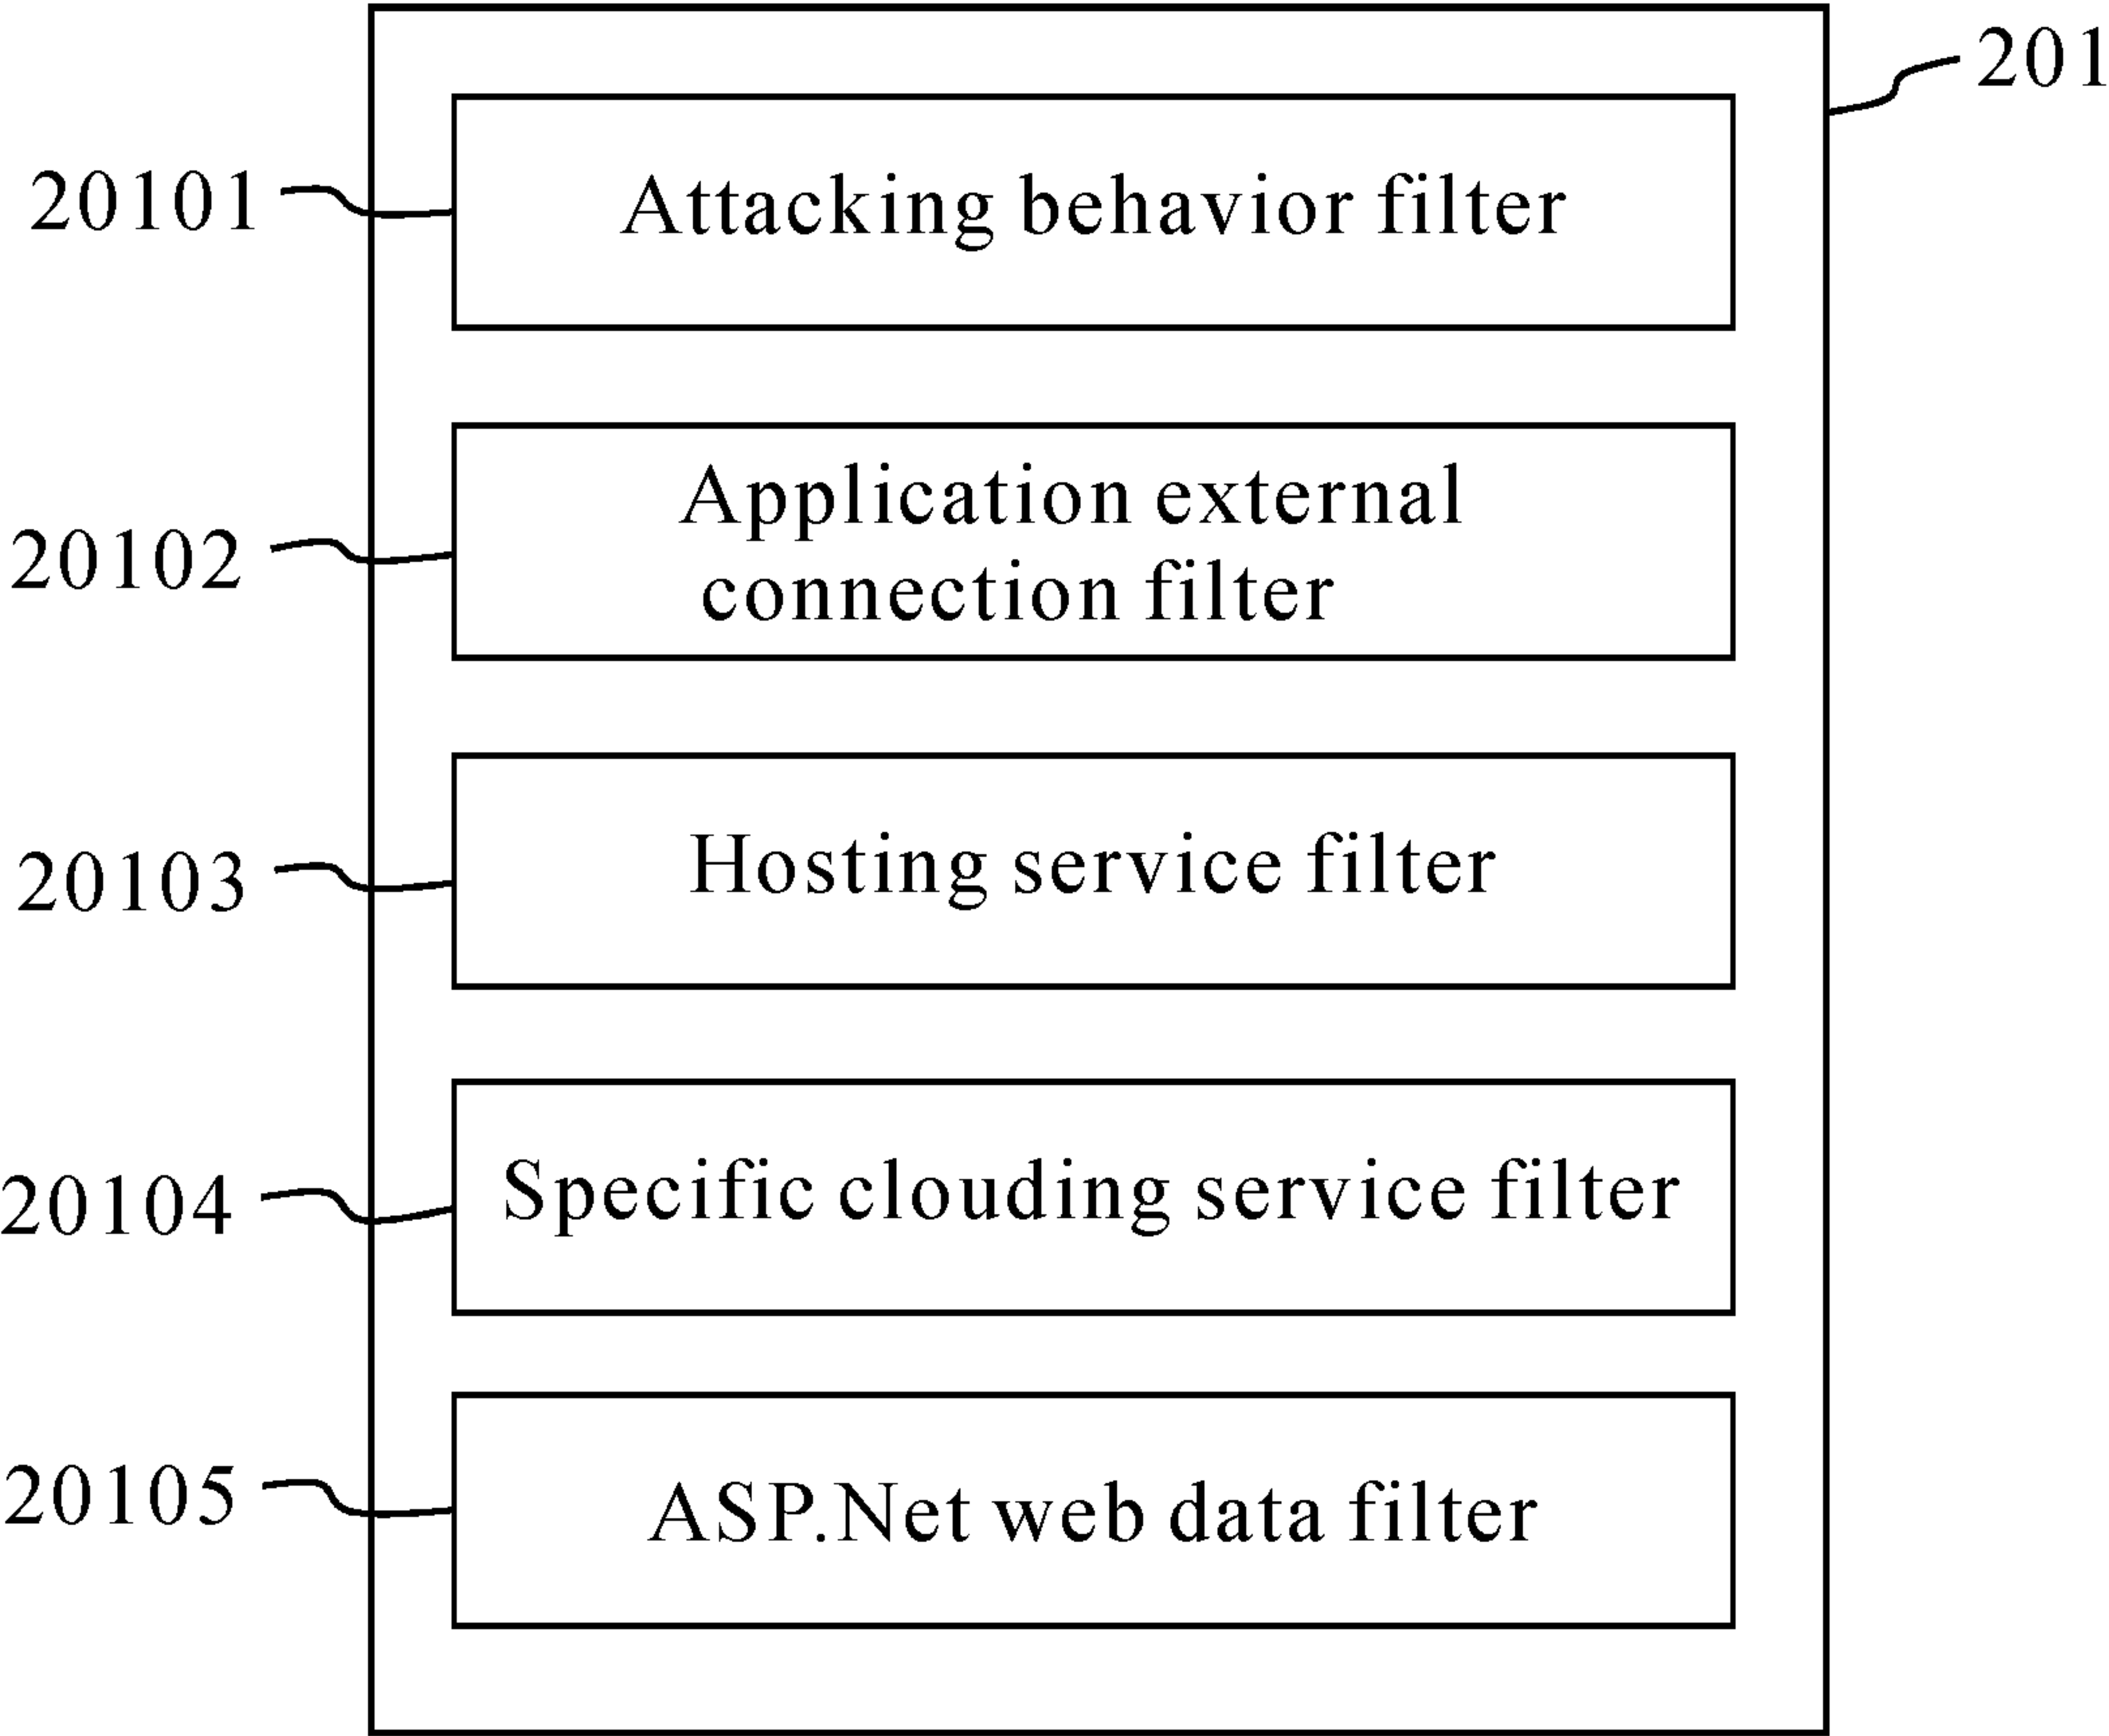 201
20101
Attacking behavior filter
20102
Application external
connection filter
20103
Hosting service filter
20104
Specific clouding service filter
20105
ASP.Net web data filter